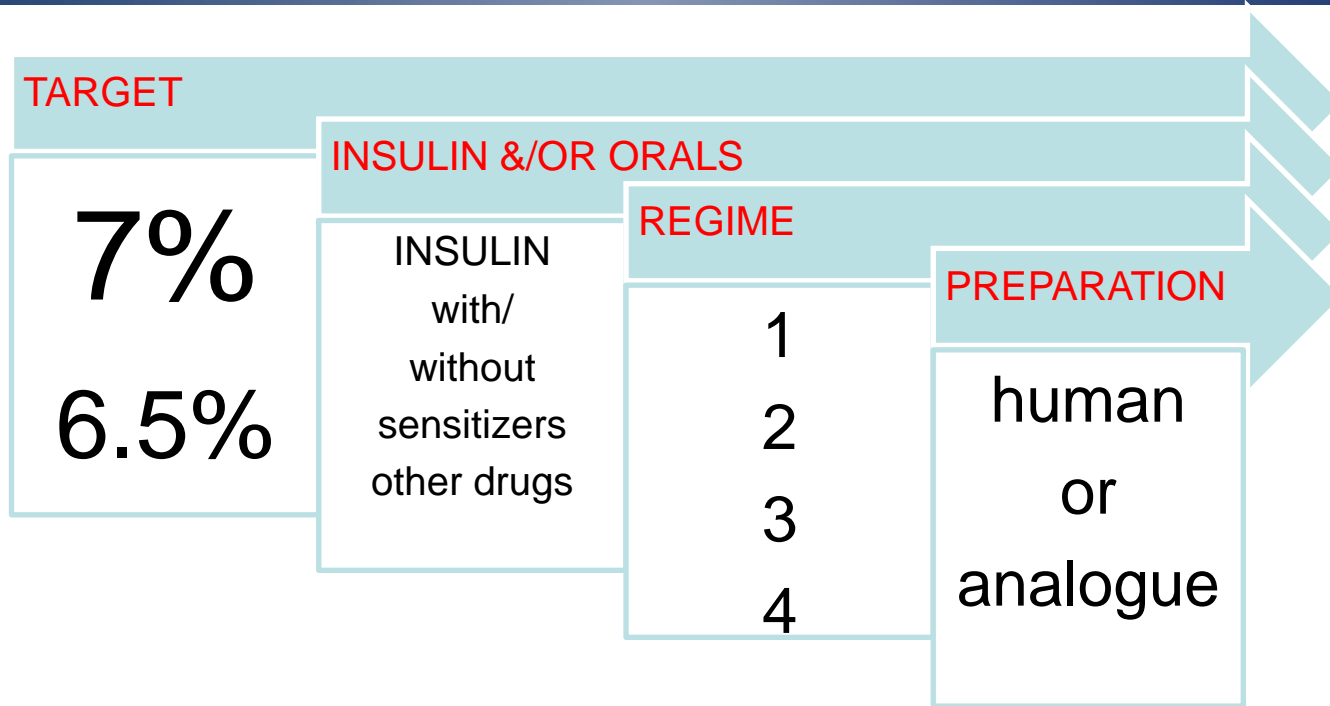 TARGET
7%
6.5%
INSULIN &/OR ORALS
INSULIN
with/
without
sensitizers
other drugs
REGIME
1
2
3
4
PREPARATION
human
or
analogue